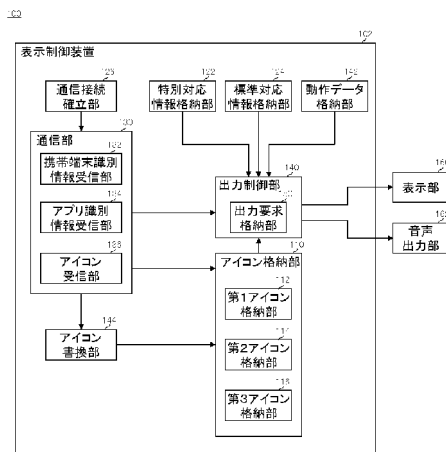 100
102
表示制御装置
126
通信接続
確立部
122
特別対応
情報格納部
124
標準対応
情報格納部
142
動作データ
格納部
130
通信部
132
携帯端末識別
情報受信部
134
アプリ識別
情報受信部
136
アイコン
受信部
140
出力制御部
150
出力要求
格納部
160
表示部
162
音声
出力部
110
アイコン格納部
112
第1アイコン
格納部
114
第2アイコン
格納部
116
第3アイコン
格納部
144
アイコン
書換部